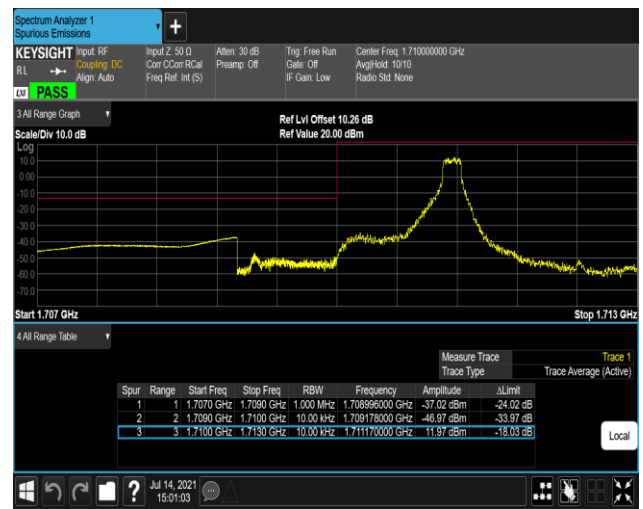 Spectrum Analyzer 1
Spurious Emissions
KEYSIGHT
RL
LXI PASS
Input: RF
Coupling: DC
Align: Auto
Input Z: 50 Ω
Corr CCorr RCal
Freq Ref: Int (S)
Atten: 30 dB
Preamp: Off
Trig: Free Run
Gate: Off
IF Gain: Low
Center Freq: 1.710000000 GHz
Avg|Hold: 10/10
Radio Std: None
3 All Range Graph
Scale/Div 10.0 dB
Ref Lvl Offset 10.26 dB
Ref Value 20.00 dBm
Log
10.0
0.00
-10.0
-20.0
-30.0
-40.0
-50.0
-60.0
-70.0
Start 1.707 GHz Stop 1.713 GHz
4 All Range Table
Measure Trace Trace 1
Trace Type Trace Average (Active)
Spur Range Start Freq Stop Freq RBW Frequency Amplitude ΔLimit
1 1 1.7070 GHz 1.7090 GHz 1.000 MHz 1.708996000 GHz -37.02 dBm -24.02 dB
2 2 1.7090 GHz 1.7100 GHz 10.00 kHz 1.709178000 GHz -46.97 dBm -33.97 dB
3 3 1.7100 GHz 1.7130 GHz 10.00 kHz 1.711170000 GHz 11.97 dBm -18.03 dB
Local
?
Jul 14, 2021
15:01:03